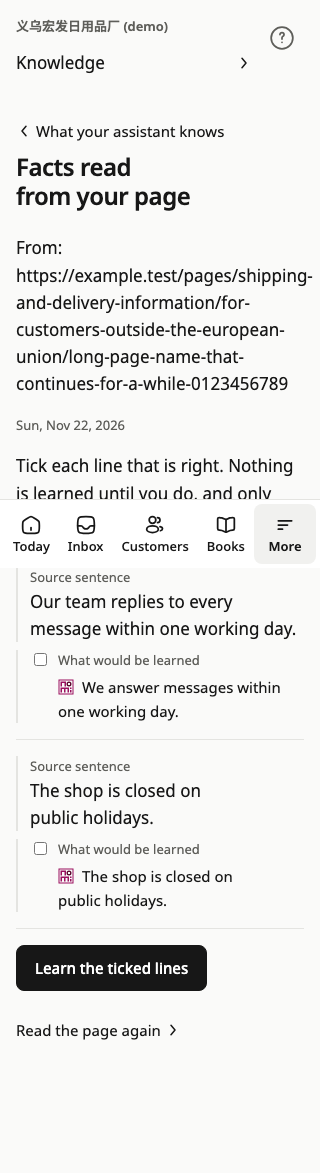 义乌宏发日用品厂 (demo)
Knowledge
What your assistant knows
Facts read
from your page
From:
https://example.test/pages/shipping-
and-delivery-information/for-
customers-outside-the-european-
union/long-page-name-that-
continues-for-a-while-0123456789
Sun, Nov 22, 2026
Tick each line that is right. Nothing
is learned until you do, and only
Today
Inbox
Customers
Books
More
Source sentence
Our team replies to every
message within one working day.
What would be learned
We answer messages within
one working day.
Source sentence
The shop is closed on
public holidays.
What would be learned
The shop is closed on
public holidays.
Learn the ticked lines
Read the page again